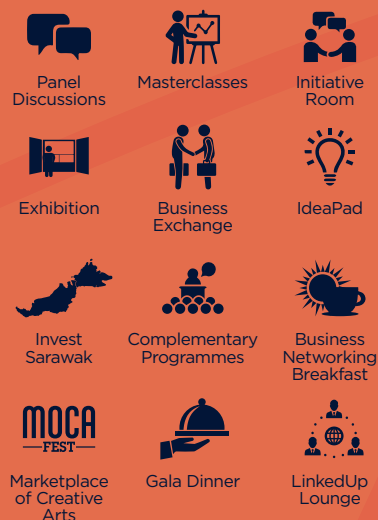 Panel
Discussions
Masterclasses
Initiative
Room
Exhibition
Business
Exchange
IdeaPad
Invest
Sarawak
Complementary
Programmes
Business
Networking
Breakfast
MOCA
FEST
Marketplace
of Creative
Arts
Gala Dinner
LinkedUp
Lounge